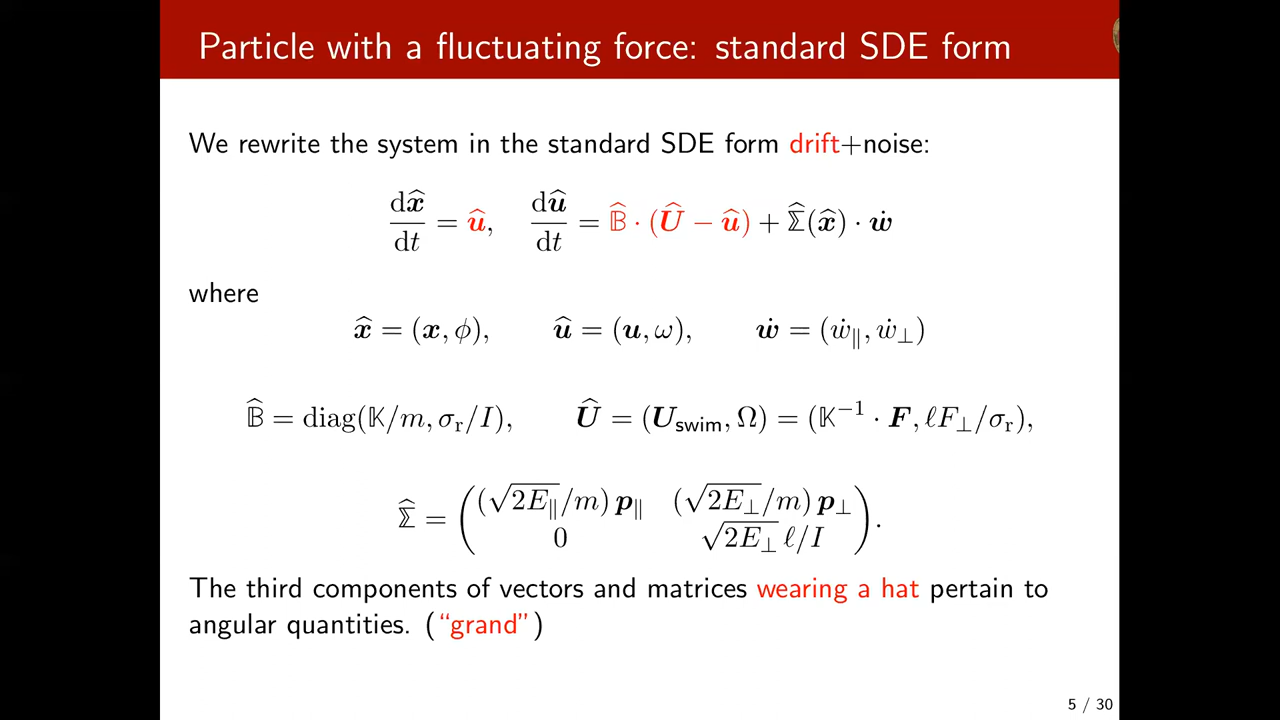 Particle with a fluctuating force: standard SDE form
We rewrite the system in the standard SDE form drift+noise:
d𝒙̂/dt = 𝒖̂, d𝒖̂/dt = 𝔹̂ · (𝑼̂ − 𝒖̂) + 𝕊̂(𝒙̂) · 𝒘̇
where
𝒙̂ = (𝒙, ϕ), 𝒖̂ = (𝒖, ω), 𝒘̇ = (ẇ∥, ẇ⊥)
𝔹̂ = diag(𝕂/m, σr/I), 𝑼̂ = (𝑼swim, Ω) = (𝕂⁻¹ · 𝑭, ℓF⊥/σr),
𝕊̂ = ( (√2E∥/m) 𝒑∥ (√2E⊥/m) 𝒑⊥
0 √2E⊥ ℓ/I ).
The third components of vectors and matrices wearing a hat pertain to
angular quantities. ("grand")
5 / 30